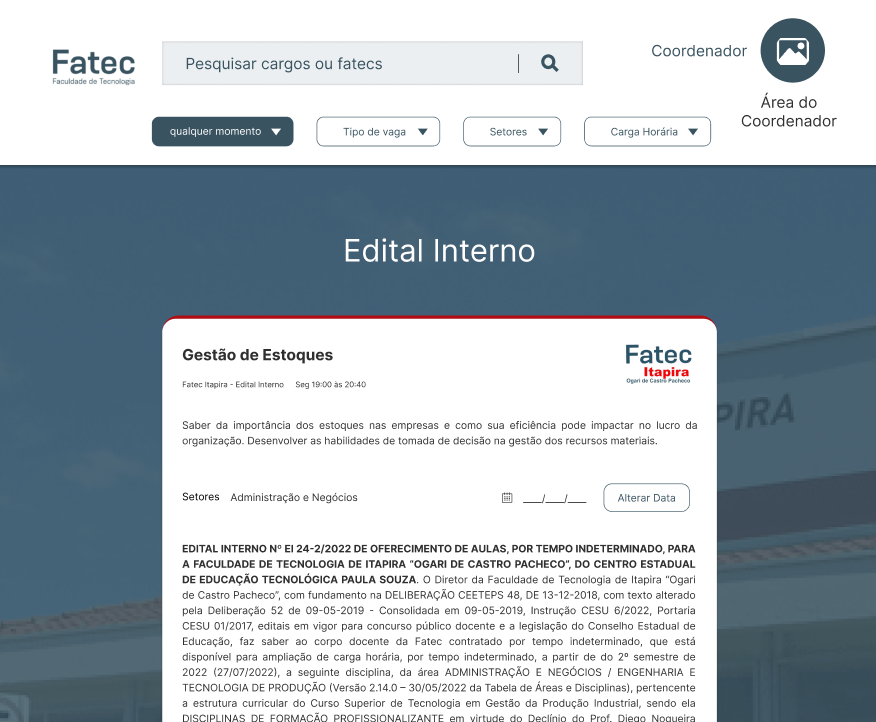 Fatec
Faculdade de Tecnologia
Pesquisar cargos ou fatecs
Coordenador
Área do
Coordenador
qualquer momento
Tipo de vaga
Setores
Carga Horária
Edital Interno
Gestão de Estoques
Fatec
Itapira
Ogari de Castro Pacheco
Fatec Itapira - Edital Interno Seg 19:00 às 20:40
PIRA
Saber da importância dos estoques nas empresas e como sua eficiência pode impactar no lucro da
organização. Desenvolver as habilidades de tomada de decisão na gestão dos recursos materiais.
Setores Administração e Negócios
___/___/___
Alterar Data
EDITAL INTERNO Nº EI 24-2/2022 DE OFERECIMENTO DE AULAS, POR TEMPO INDETERMINADO, PARA
A FACULDADE DE TECNOLOGIA DE ITAPIRA "OGARI DE CASTRO PACHECO", DO CENTRO ESTADUAL
DE EDUCAÇÃO TECNOLÓGICA PAULA SOUZA. O Diretor da Faculdade de Tecnologia de Itapira "Ogari
de Castro Pacheco", com fundamento na DELIBERAÇÃO CEETEPS 48, DE 13-12-2018, com texto alterado
pela Deliberação 52 de 09-05-2019 - Consolidada em 09-05-2019, Instrução CESU 6/2022, Portaria
CESU 01/2017, editais em vigor para concurso público docente e a legislação do Conselho Estadual de
Educação, faz saber ao corpo docente da Fatec contratado por tempo indeterminado, que está
disponível para ampliação de carga horária, por tempo indeterminado, a partir de do 2º semestre de
2022 (27/07/2022), a seguinte disciplina, da área ADMINISTRAÇÃO E NEGÓCIOS / ENGENHARIA E
TECNOLOGIA DE PRODUÇÃO (Versão 2.14.0 – 30/05/2022 da Tabela de Áreas e Disciplinas), pertencente
a estrutura curricular do Curso Superior de Tecnologia em Gestão da Produção Industrial, sendo ela
DISCIPLINAS DE FORMAÇÃO PROFISSIONALIZANTE em virtude do Declínio do Prof. Diego Nogueira